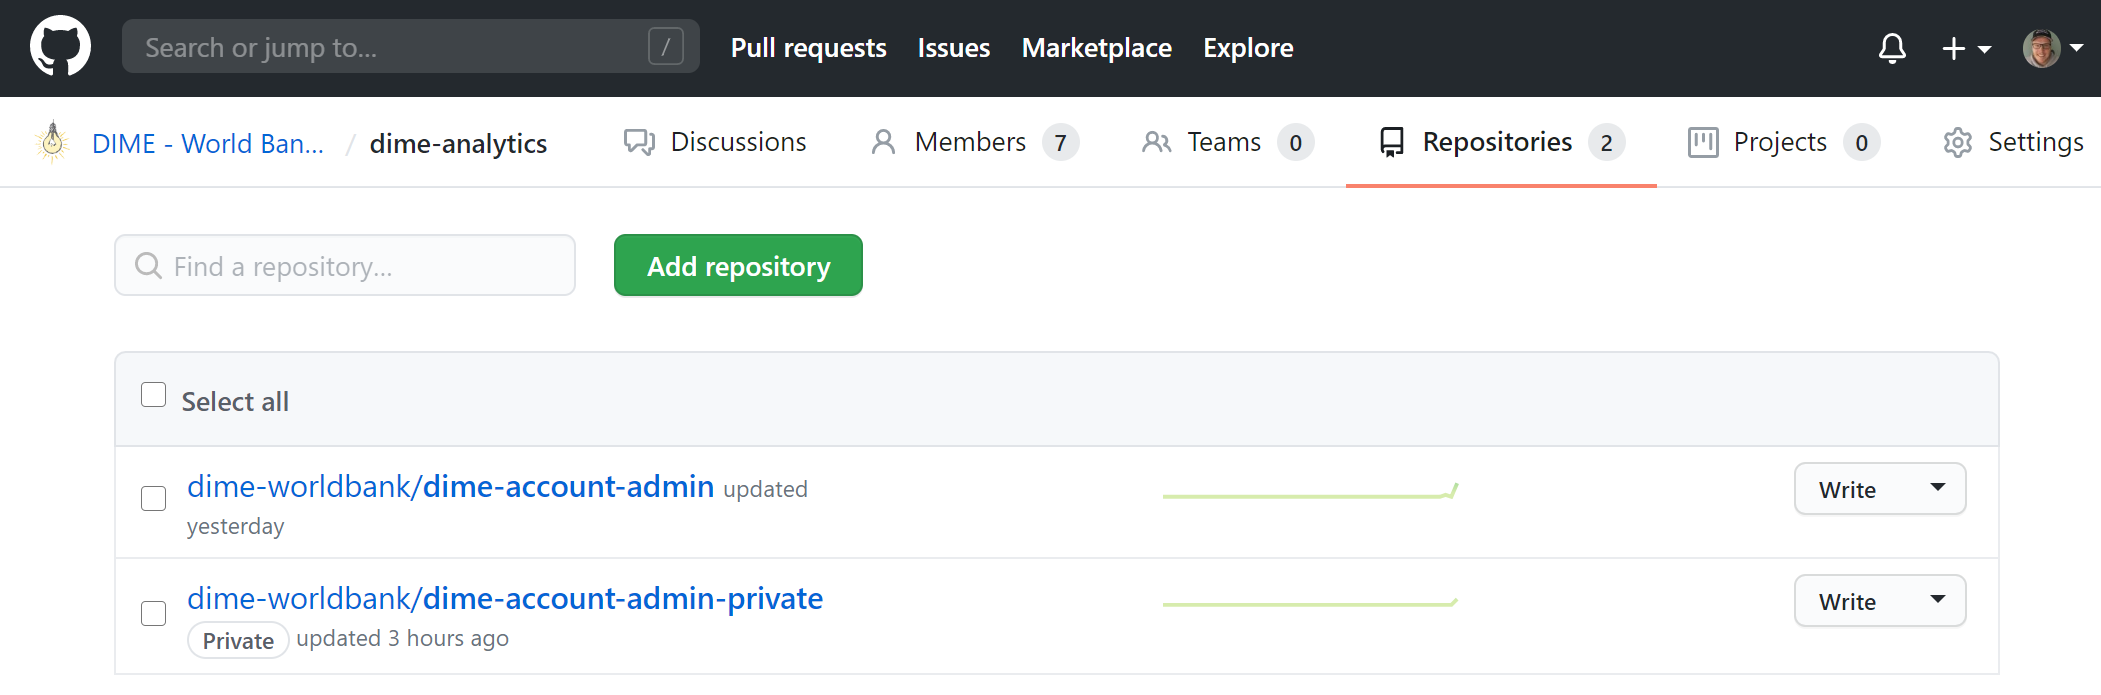 Search or jump to... / Pull requests Issues Marketplace Explore
DIME - World Ban... / dime-analytics Discussions Members 7 Teams 0 Repositories 2 Projects 0 Settings
Find a repository... Add repository
Select all
dime-worldbank/dime-account-admin updated Write
yesterday
dime-worldbank/dime-account-admin-private Write
Private updated 3 hours ago